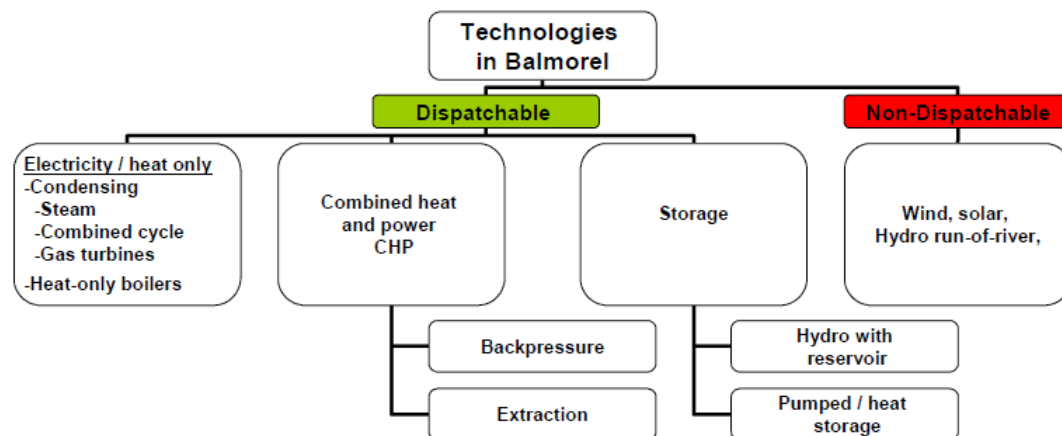 Technologies
in Balmorel
Dispatchable
Non-Dispatchable
Electricity / heat only
-Condensing
-Steam
-Combined cycle
-Gas turbines
-Heat-only boilers
Combined heat
and power
CHP
Storage
Wind, solar,
Hydro run-of-river,
Backpressure
Extraction
Hydro with
reservoir
Pumped / heat
storage